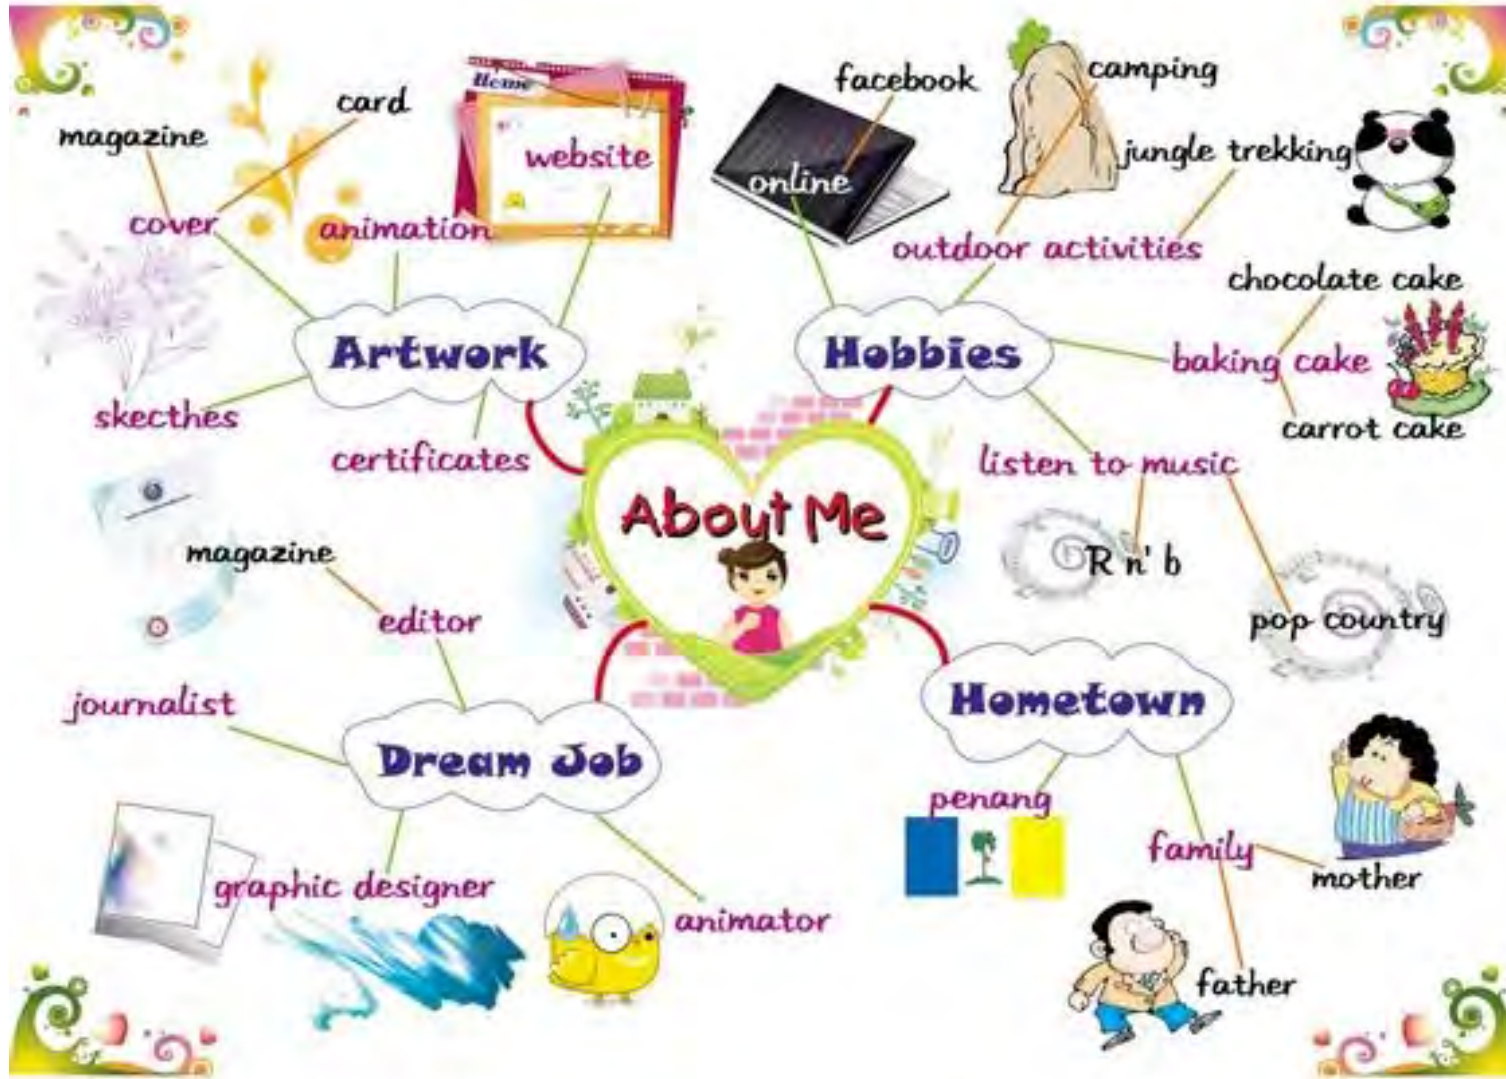 About Me
Artwork
magazine
card
cover
animation
Home
website
skecthes
certificates
Hobbies
facebook
online
camping
jungle trekking
outdoor activities
chocolate cake
baking cake
carrot cake
listen to music
R n' b
pop country
Dream Job
magazine
editor
journalist
graphic designer
animator
Hometown
penang
family
mother
father